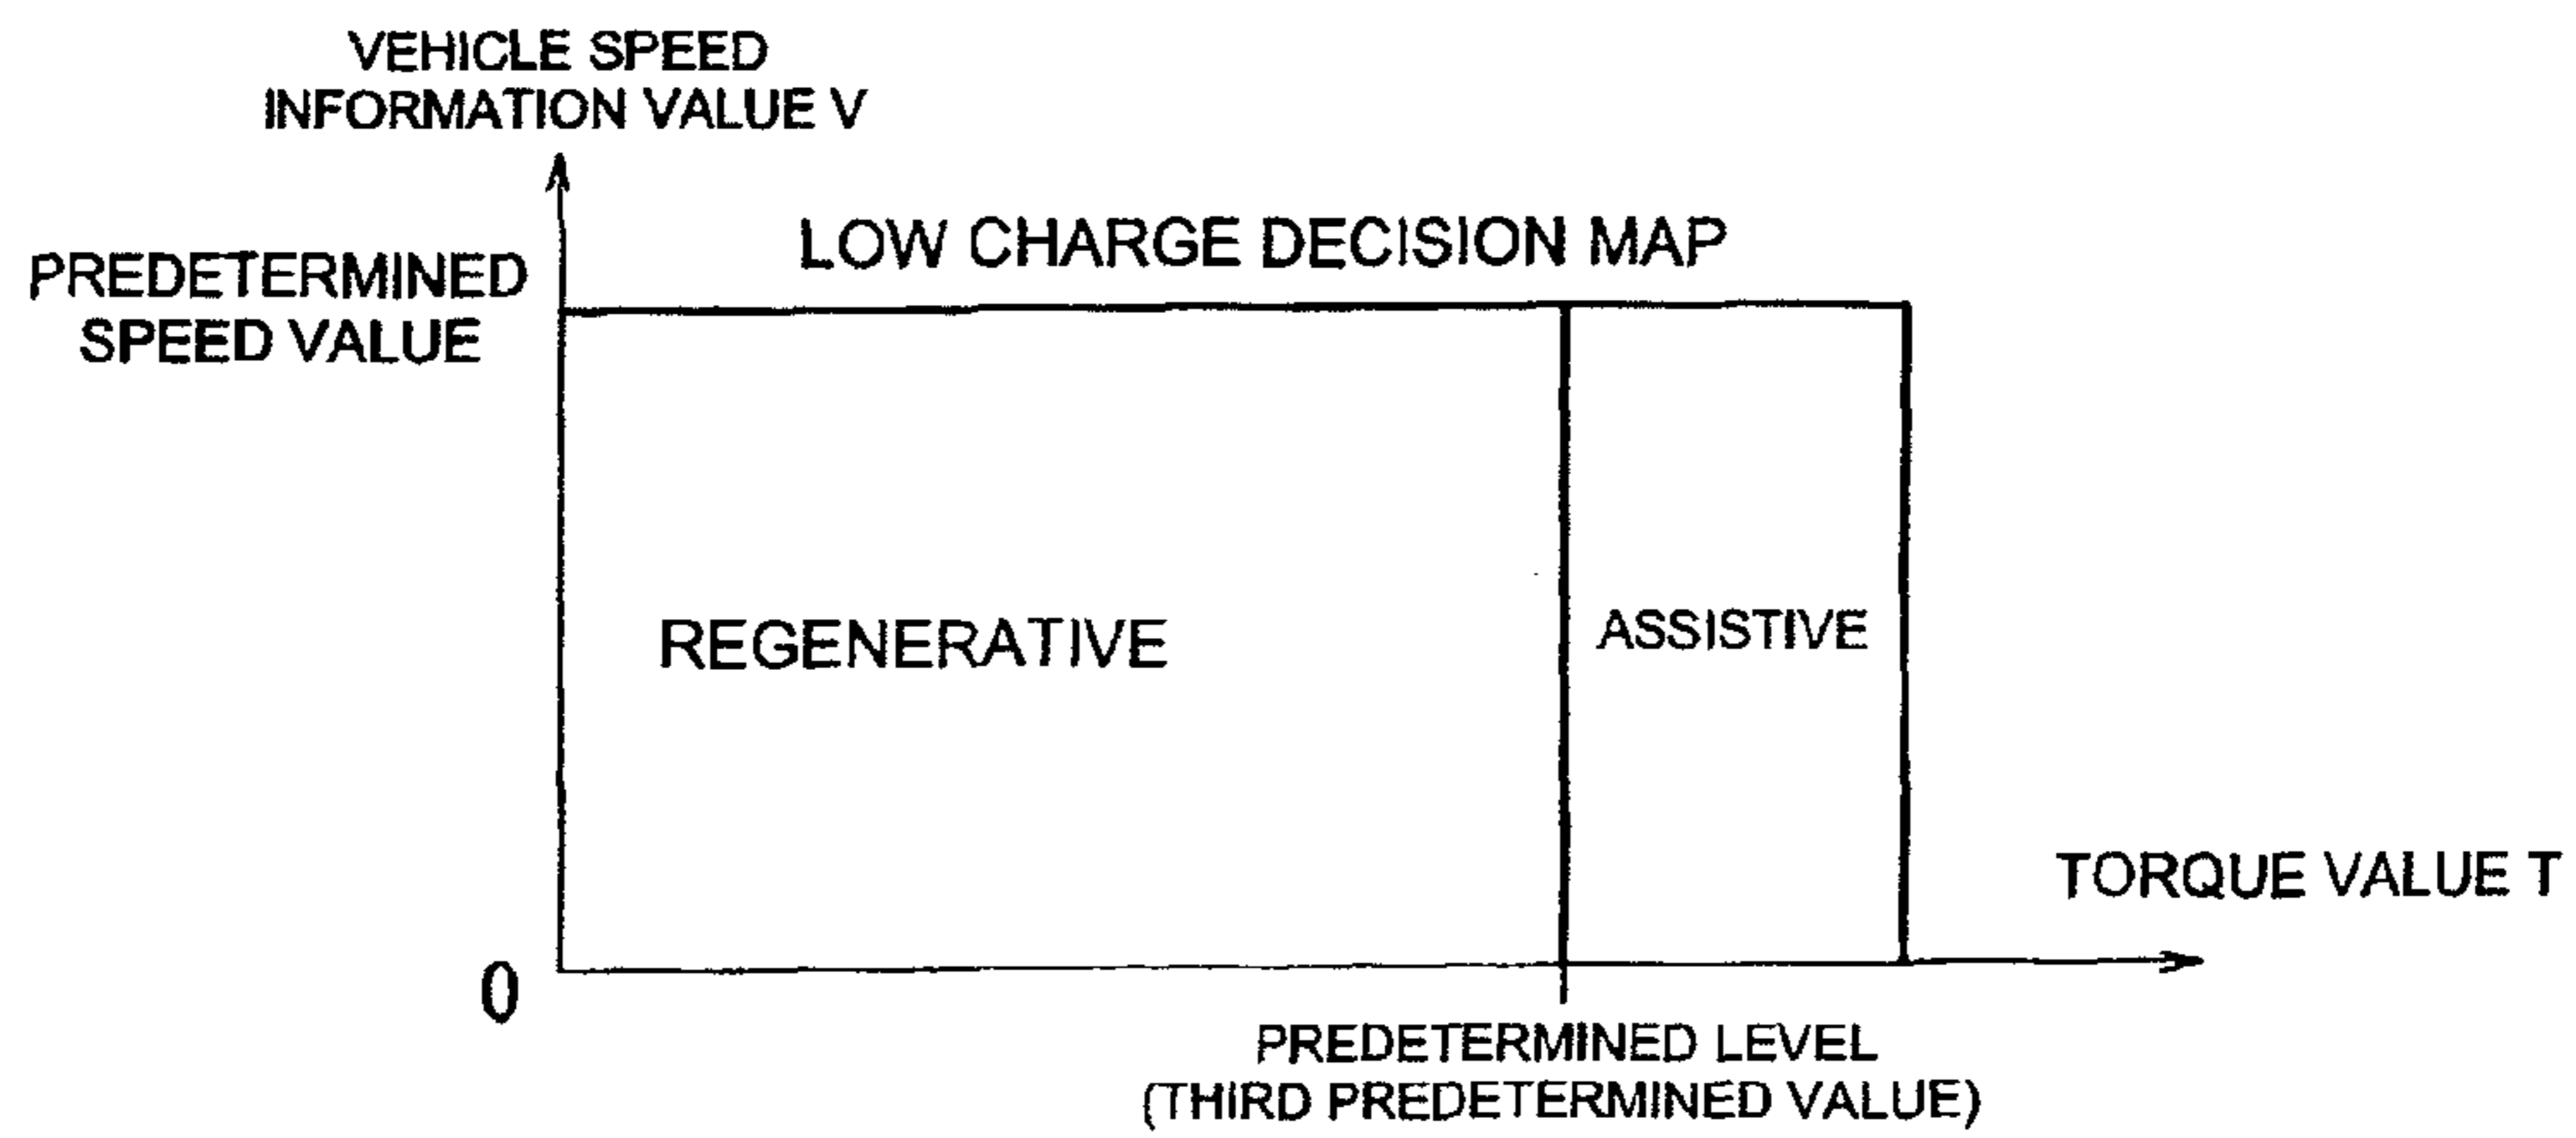 VEHICLE SPEED
INFORMATION VALUE V
LOW CHARGE DECISION MAP
PREDETERMINED
SPEED VALUE
REGENERATIVE
ASSISTIVE
TORQUE VALUE T
0
PREDETERMINED LEVEL
(THIRD PREDETERMINED VALUE)